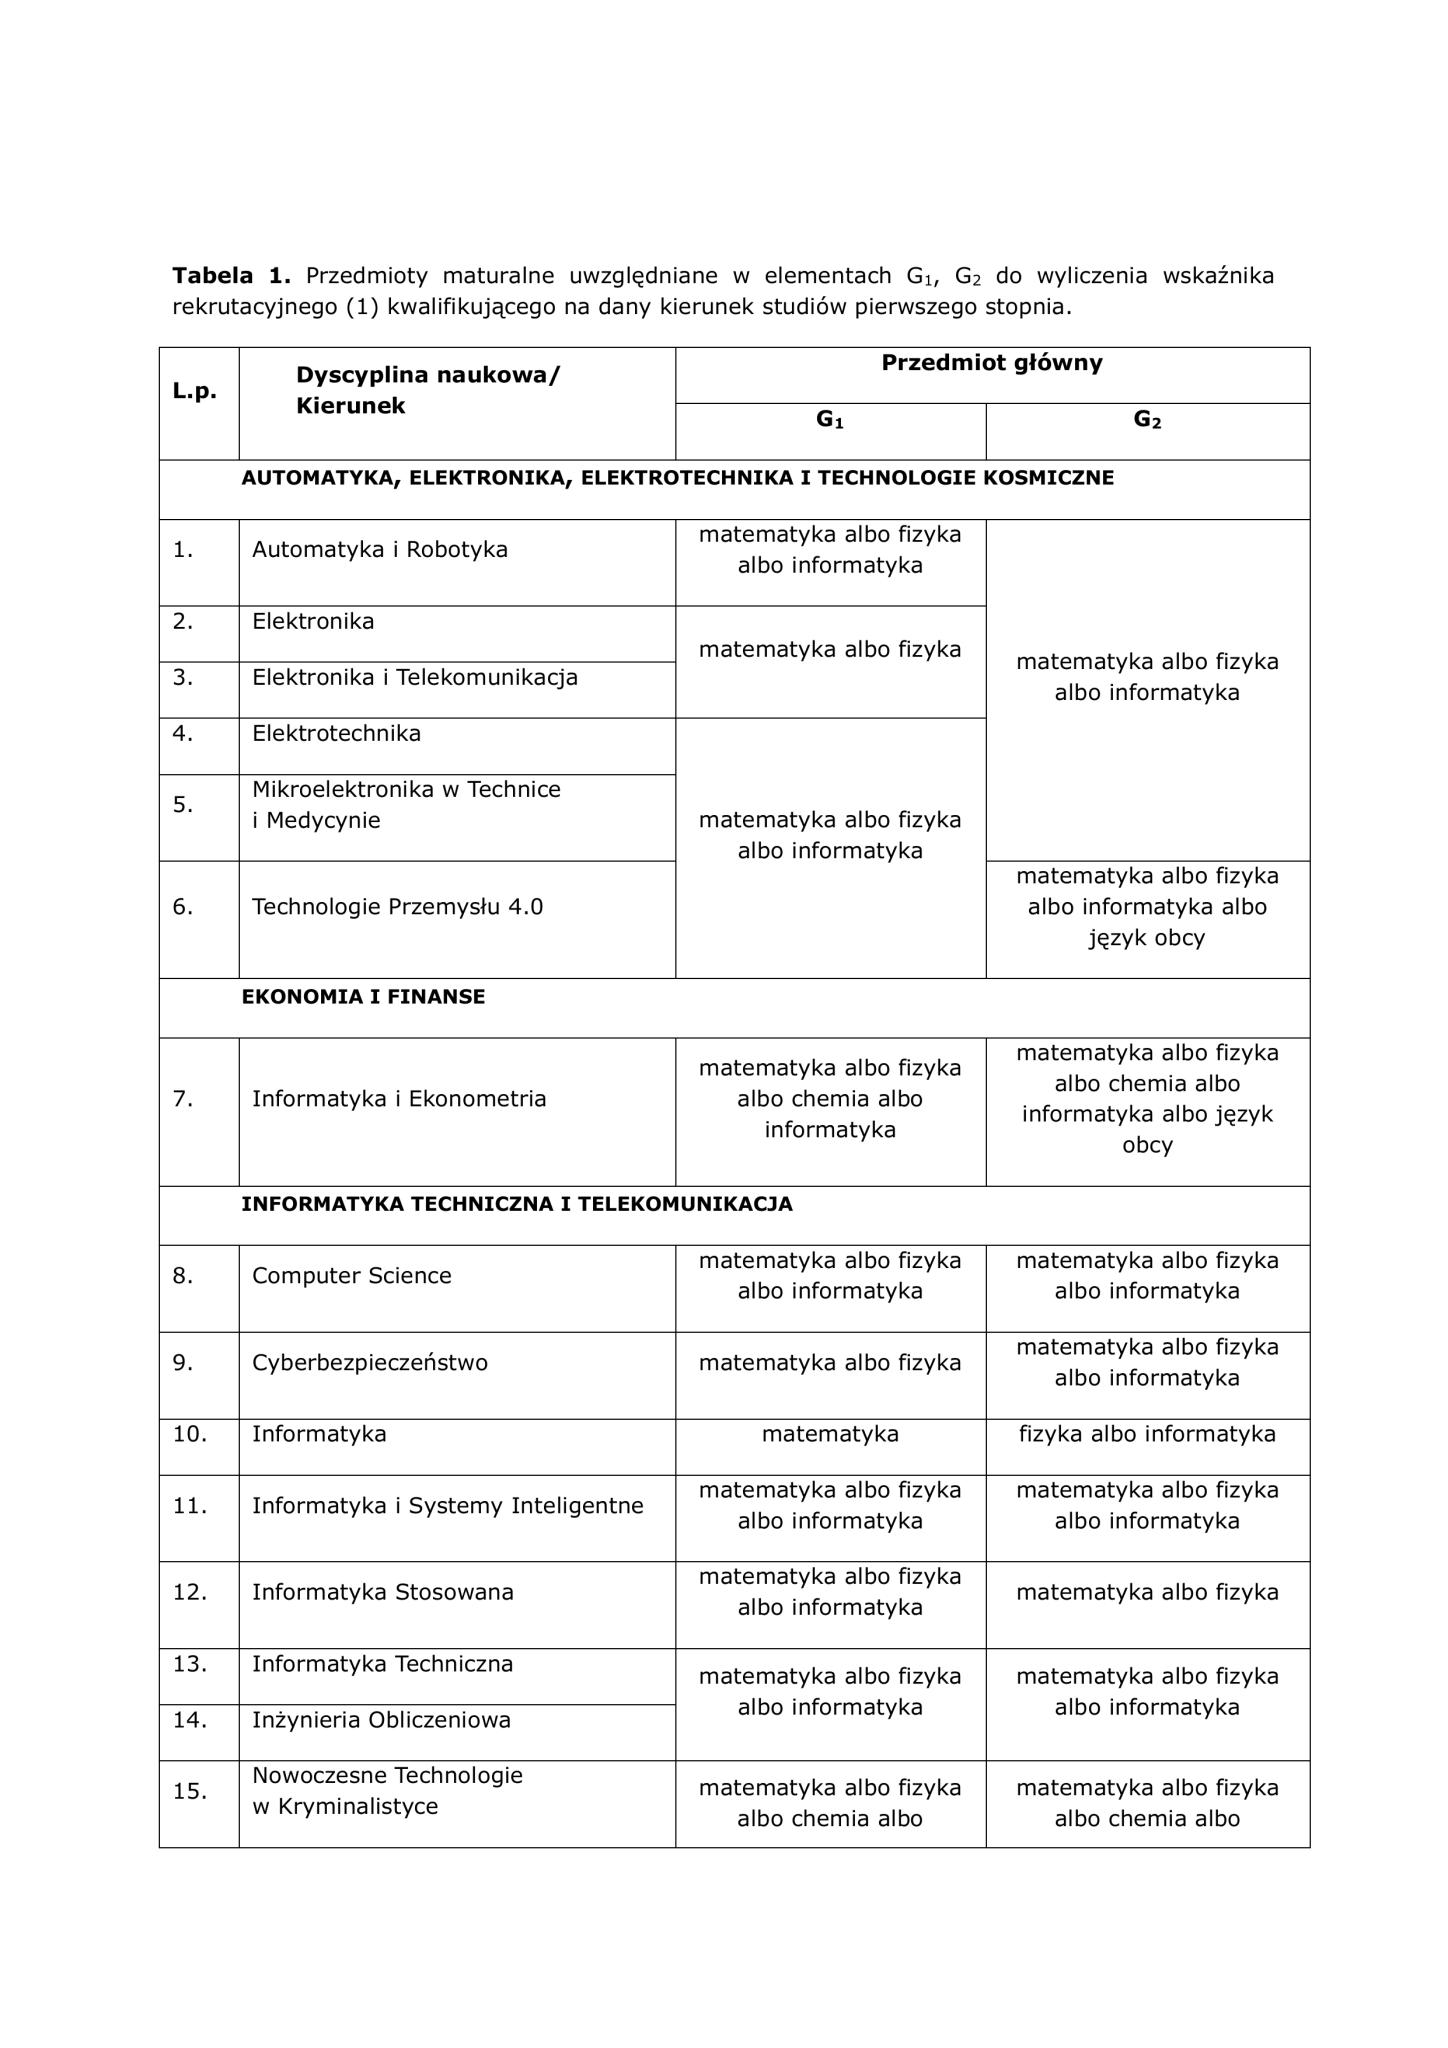 Tabela 1. Przedmioty maturalne uwzględniane w elementach G1, G2 do wyliczenia wskaźnika
rekrutacyjnego (1) kwalifikującego na dany kierunek studiów pierwszego stopnia.
L.p.
Dyscyplina naukowa/
Kierunek
Przedmiot główny
G1
G2
AUTOMATYKA, ELEKTRONIKA, ELEKTROTECHNIKA I TECHNOLOGIE KOSMICZNE
1.
Automatyka i Robotyka
matematyka albo fizyka
albo informatyka
matematyka albo fizyka
albo informatyka
2.
Elektronika
matematyka albo fizyka
3.
Elektronika i Telekomunikacja
4.
Elektrotechnika
matematyka albo fizyka
albo informatyka
5.
Mikroelektronika w Technice
i Medycynie
6.
Technologie Przemysłu 4.0
matematyka albo fizyka
albo informatyka albo
język obcy
EKONOMIA I FINANSE
7.
Informatyka i Ekonometria
matematyka albo fizyka
albo chemia albo
informatyka
matematyka albo fizyka
albo chemia albo
informatyka albo język
obcy
INFORMATYKA TECHNICZNA I TELEKOMUNIKACJA
8.
Computer Science
matematyka albo fizyka
albo informatyka
matematyka albo fizyka
albo informatyka
9.
Cyberbezpieczeństwo
matematyka albo fizyka
matematyka albo fizyka
albo informatyka
10.
Informatyka
matematyka
fizyka albo informatyka
11.
Informatyka i Systemy Inteligentne
matematyka albo fizyka
albo informatyka
matematyka albo fizyka
albo informatyka
12.
Informatyka Stosowana
matematyka albo fizyka
albo informatyka
matematyka albo fizyka
13.
Informatyka Techniczna
matematyka albo fizyka
albo informatyka
matematyka albo fizyka
albo informatyka
14.
Inżynieria Obliczeniowa
15.
Nowoczesne Technologie
w Kryminalistyce
matematyka albo fizyka
albo chemia albo
matematyka albo fizyka
albo chemia albo